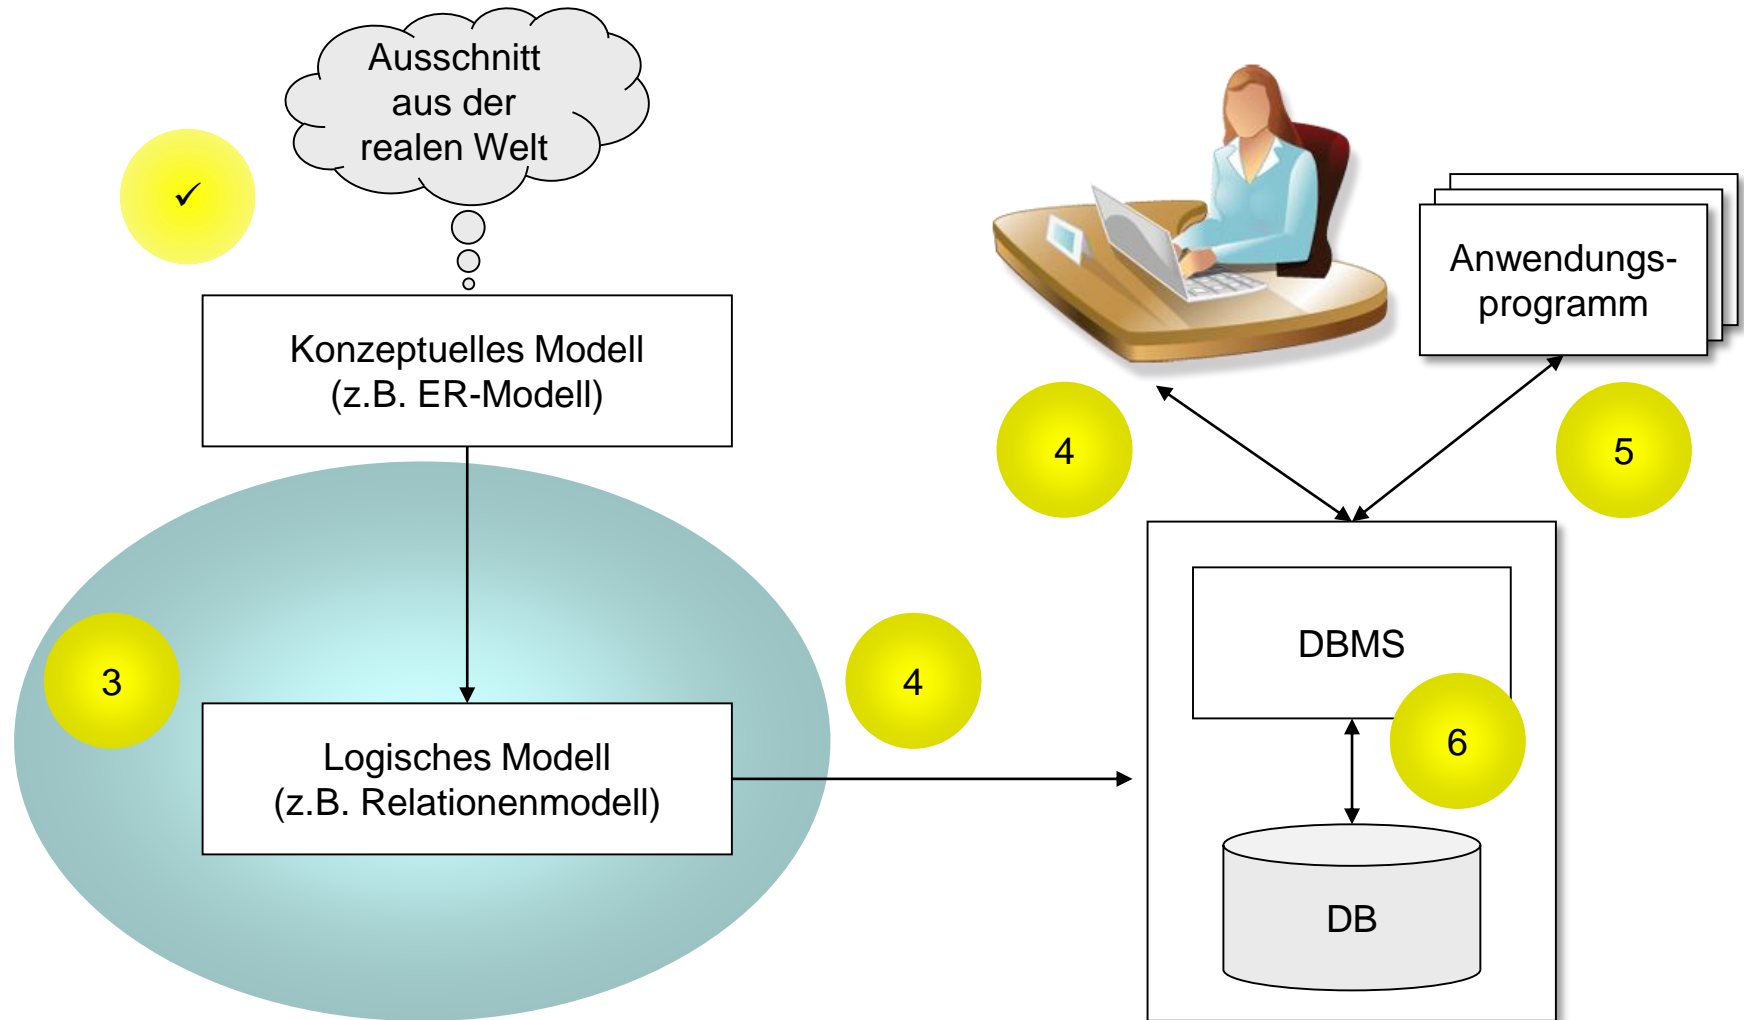 Ausschnitt
aus der
realen Welt
✓
Konzeptuelles Modell
(z.B. ER-Modell)
3
Logisches Modell
(z.B. Relationenmodell)
4
4
Anwendungs-
programm
5
DBMS
6
DB